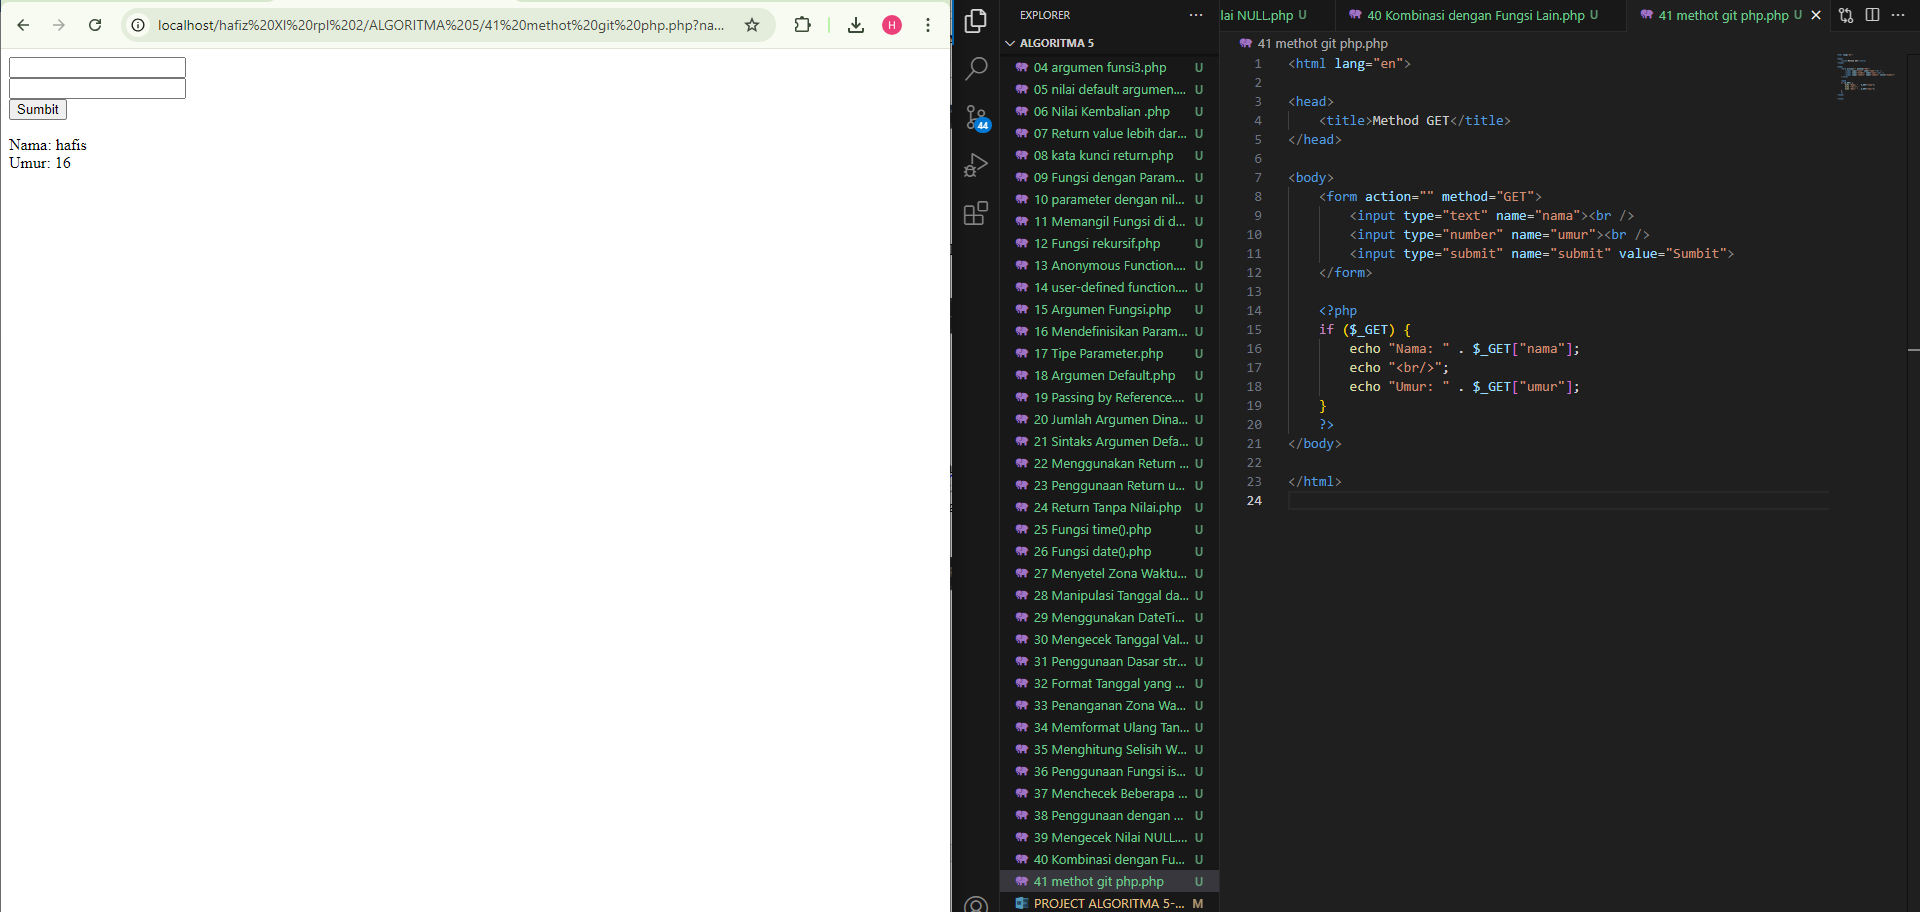 localhost/hafiz%20XI%20rpl%202/ALGORITMA%205/41%20methot%20git%20php.php?na...
H
Sumbit
Nama: hafis
Umur: 16
44
EXPLORER
ALGORITMA 5
04 argumen funsi3.php U
05 nilai default argumen.... U
06 Nilai Kembalian .php U
07 Return value lebih dar... U
08 kata kunci return.php U
09 Fungsi dengan Param... U
10 parameter dengan nil... U
11 Memangil Fungsi di d... U
12 Fungsi rekursif.php U
13 Anonymous Function.... U
14 user-defined function.... U
15 Argumen Fungsi.php U
16 Mendefinisikan Param... U
17 Tipe Parameter.php U
18 Argumen Default.php U
19 Passing by Reference.... U
20 Jumlah Argumen Dina... U
21 Sintaks Argumen Defa... U
22 Menggunakan Return ... U
23 Penggunaan Return u... U
24 Return Tanpa Nilai.php U
25 Fungsi time().php U
26 Fungsi date().php U
27 Menyetel Zona Waktu... U
28 Manipulasi Tanggal da... U
29 Menggunakan DateTi... U
30 Mengecek Tanggal Val... U
31 Penggunaan Dasar str... U
32 Format Tanggal yang ... U
33 Penanganan Zona Wa... U
34 Memformat Ulang Tan... U
35 Menghitung Selisih W... U
36 Penggunaan Fungsi is... U
37 Menchecek Beberapa ... U
38 Penggunaan dengan ... U
39 Mengecek Nilai NULL.... U
40 Kombinasi dengan Fu... U
41 methot git php.php U
PROJECT ALGORITMA 5-... M
lai NULL.php U
40 Kombinasi dengan Fungsi Lain.php U
41 methot git php.php U
41 methot git php.php
1 <html lang="en">
2
3 <head>
4 <title>Method GET</title>
5 </head>
6
7 <body>
8 <form action="" method="GET">
9 <input type="text" name="nama"><br />
10 <input type="number" name="umur"><br />
11 <input type="submit" name="submit" value="Sumbit">
12 </form>
13
14 <?php
15 if ($_GET) {
16 echo "Nama: " . $_GET["nama"];
17 echo "<br/>";
18 echo "Umur: " . $_GET["umur"];
19 }
20 ?>
21 </body>
22
23 </html>
24